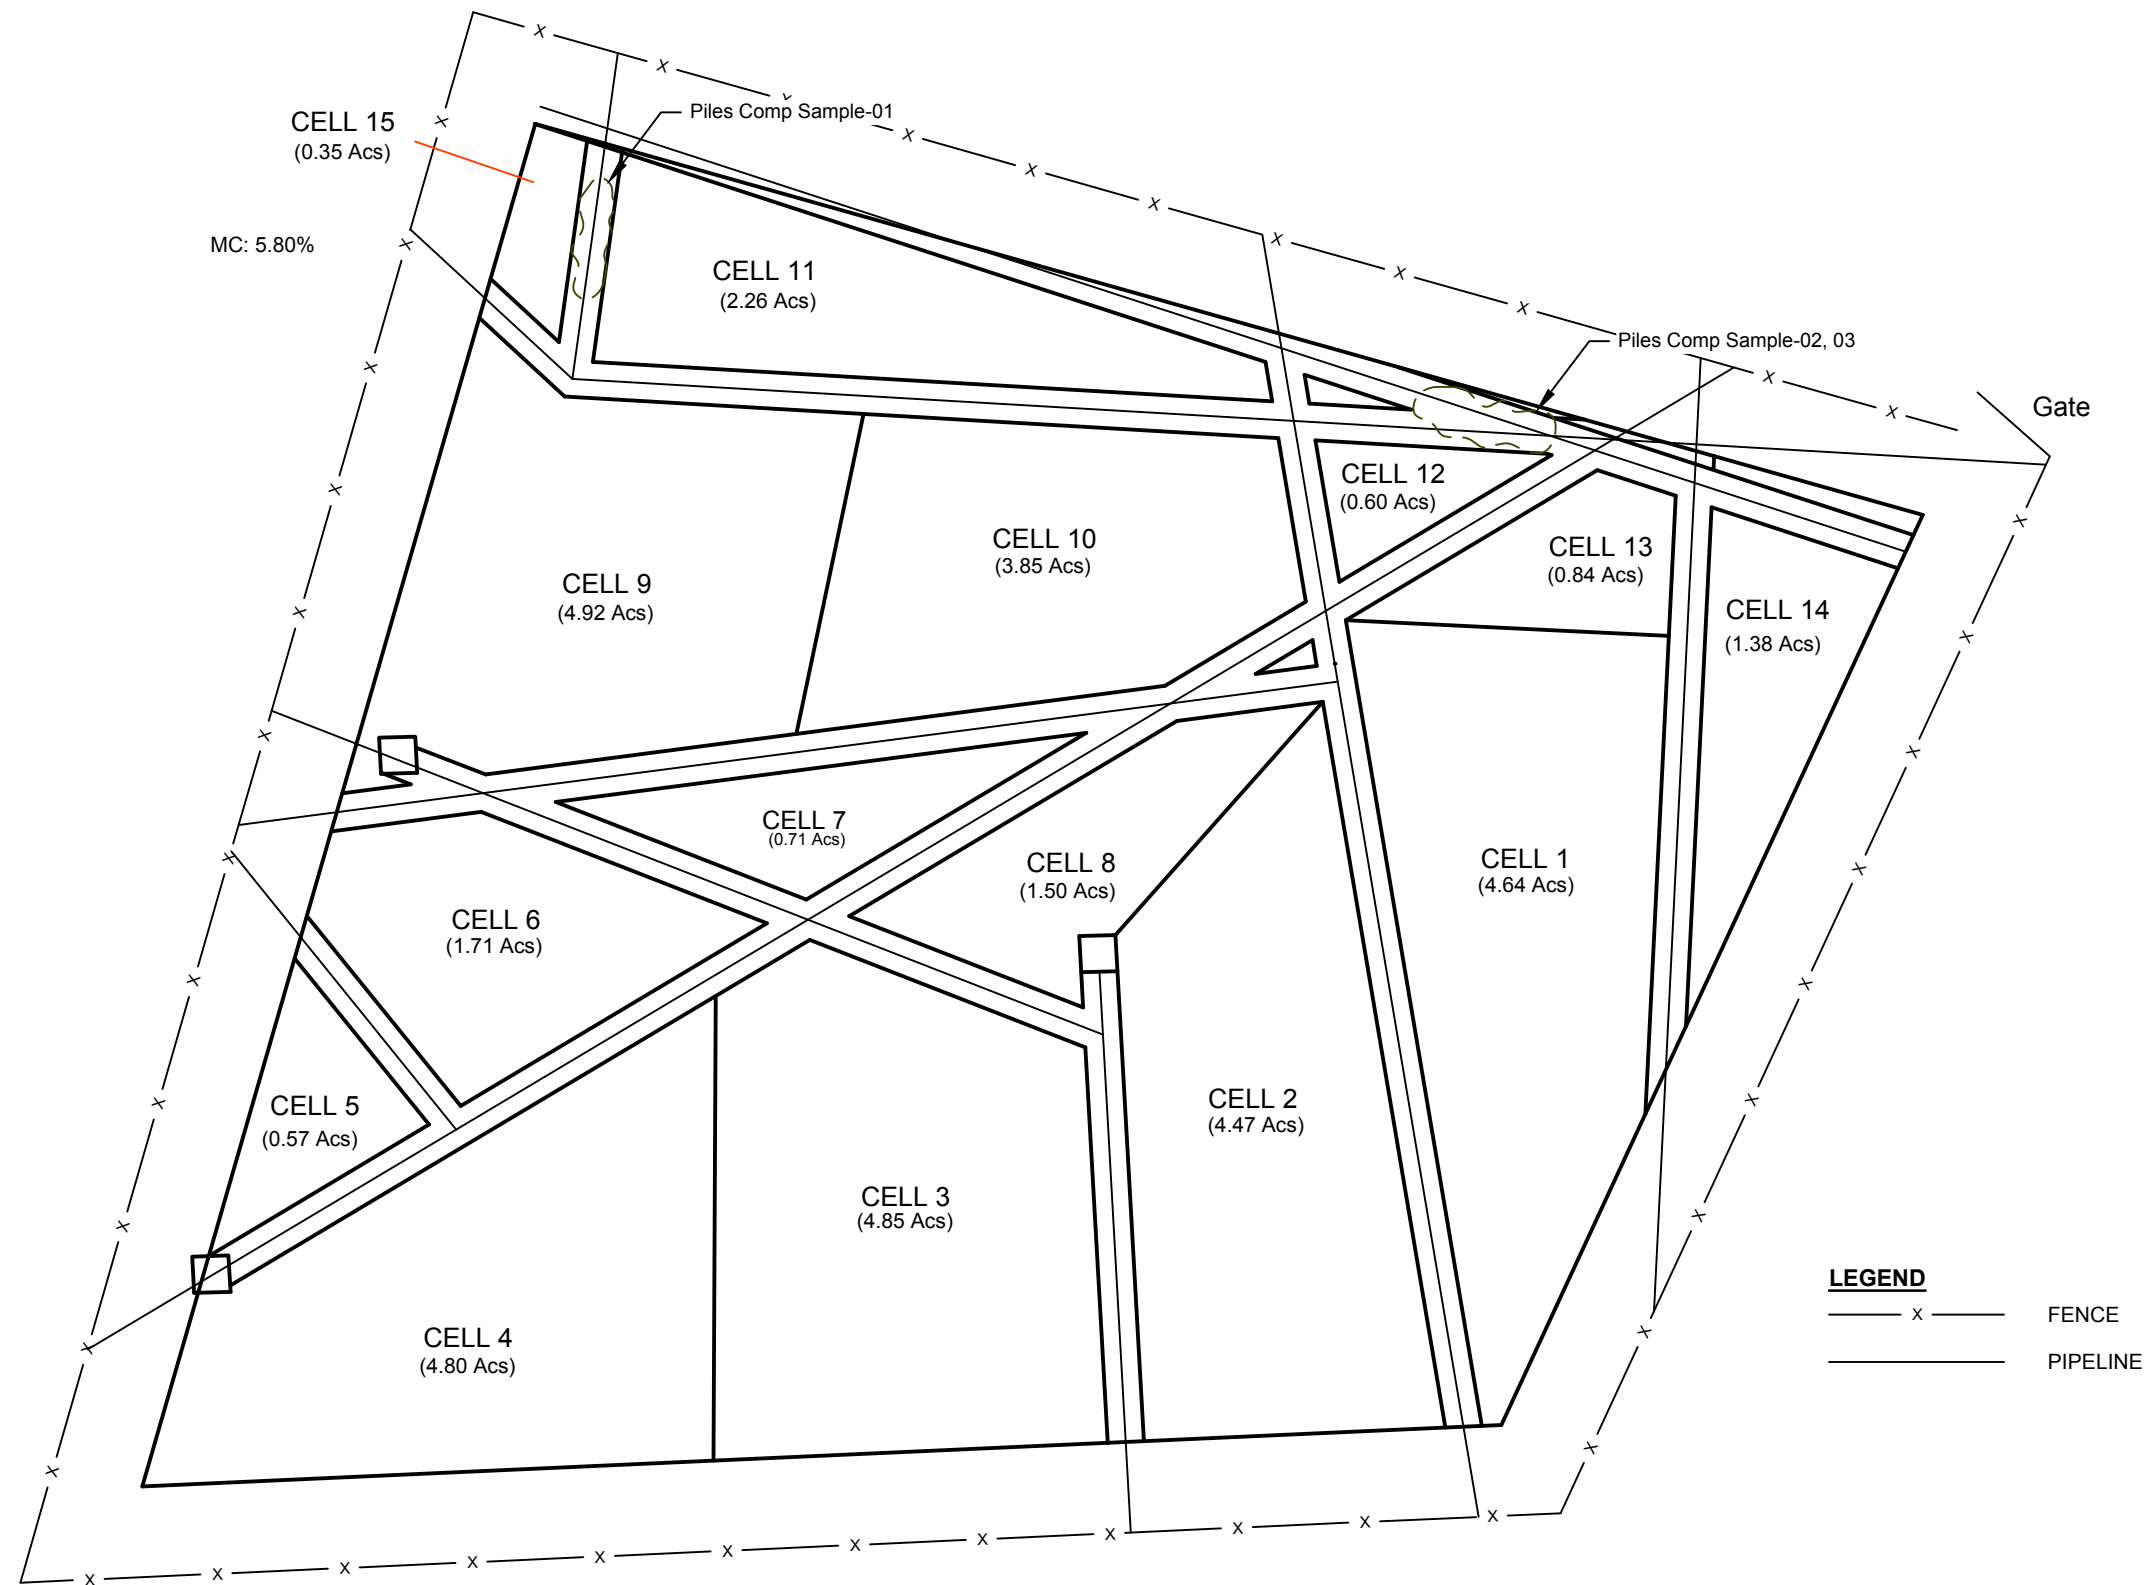 Piles Comp Sample-01
CELL 15
(0.35 Acs)
MC: 5.80%
CELL 11
(2.26 Acs)
Piles Comp Sample-02, 03
Gate
CELL 12
(0.60 Acs)
CELL 10
(3.85 Acs)
CELL 13
(0.84 Acs)
CELL 9
(4.92 Acs)
CELL 14
(1.38 Acs)
CELL 7
(0.71 Acs)
CELL 8
(1.50 Acs)
CELL 1
(4.64 Acs)
CELL 6
(1.71 Acs)
CELL 5
(0.57 Acs)
CELL 2
(4.47 Acs)
CELL 3
(4.85 Acs)
CELL 4
(4.80 Acs)
LEGEND
X FENCE
PIPELINE